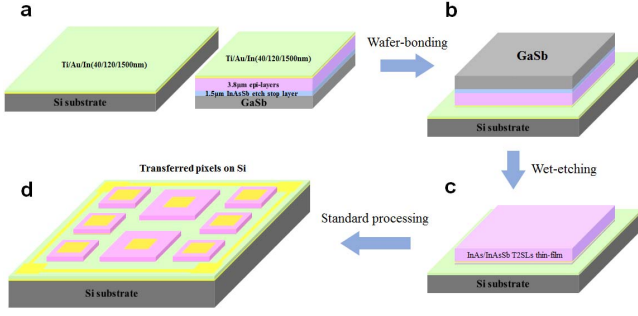 a
Ti/Au/In(40/120/1500nm)
Si substrate
Ti/Au/In(40/120/1500nm)
3.8μm epi-layers
1.5μm InAsSb etch stop layer
GaSb
Wafer-bonding
b
GaSb
Si substrate
Wet-etching
c
InAs/InAsSb T2SLs thin-film
Si substrate
Standard processing
d
Transferred pixels on Si
Si substrate